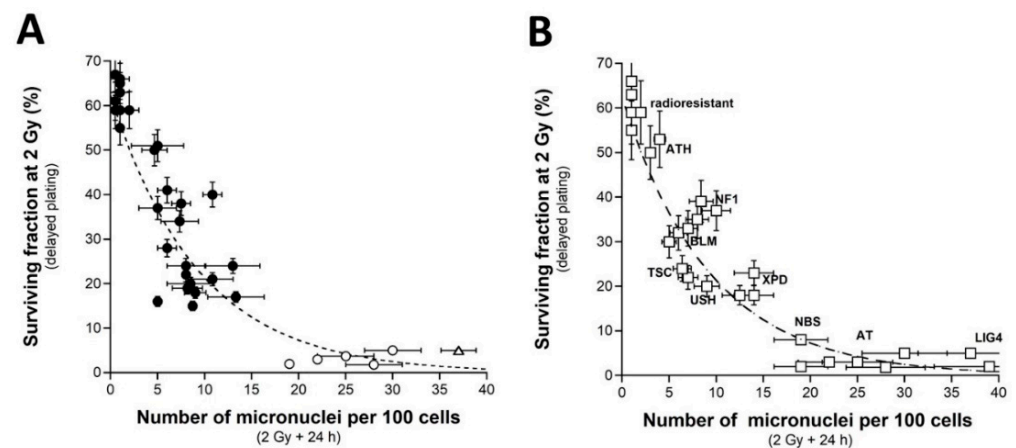 A
B
Surviving fraction at 2 Gy (%)
(delayed plating)
70
60
50
40
30
20
10
0
0 5 10 15 20 25 30 35 40
Number of micronuclei per 100 cells
(2 Gy + 24 h)
Surviving fraction at 2 Gy (%)
(delayed plating)
70
60
50
40
30
20
10
0
radioresistant
ATH
NF1
BLM
TSC
USH
XPD
NBS
AT
LIG4
0 5 10 15 20 25 30 35 40
Number of micronuclei per 100 cells
(2 Gy + 24 h)